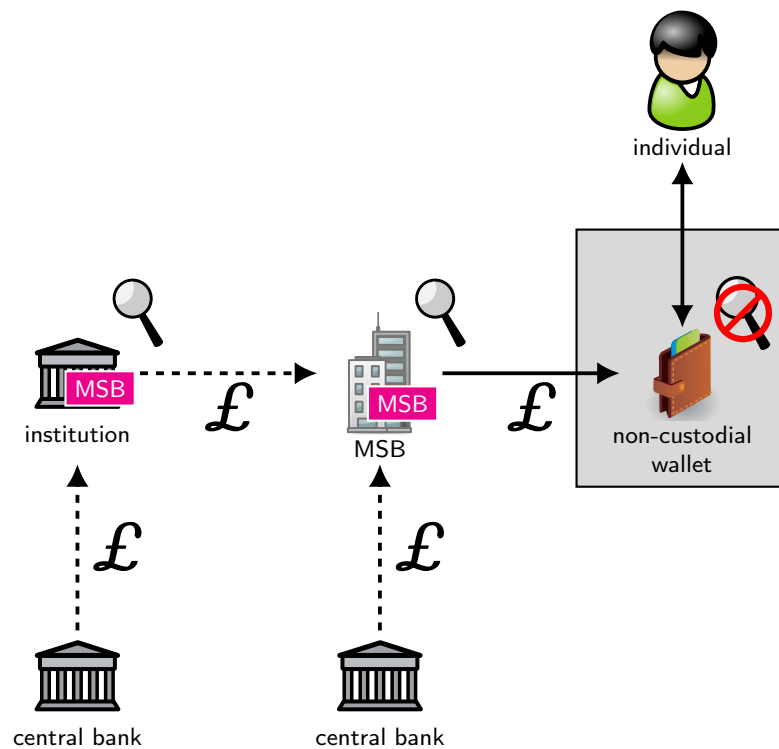 individual
MSB
institution
£
MSB
MSB
£
non-custodial
wallet
£
£
central bank
central bank